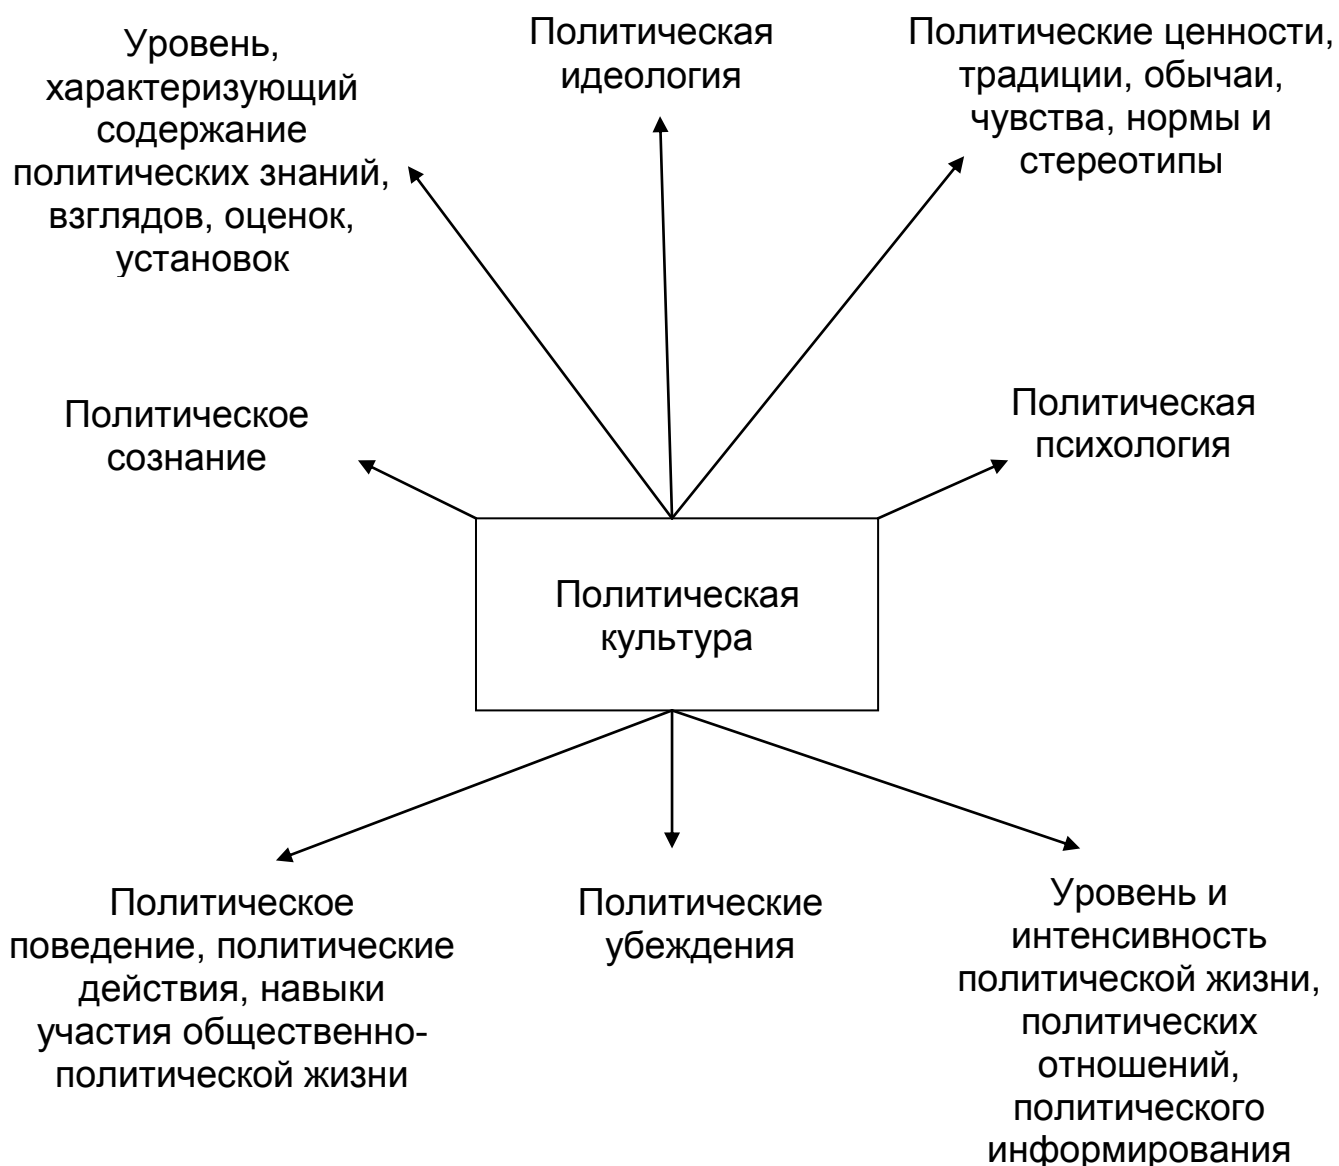 Уровень,
характеризующий
содержание
политических знаний,
взглядов, оценок,
установок
Политическая
идеология
Политические ценности,
традиции, обычаи,
чувства, нормы и
стереотипы
Политическое
сознание
Политическая
психология
Политическая
культура
Политическое
поведение, политические
действия, навыки
участия общественно-
политической жизни
Политические
убеждения
Уровень и
интенсивность
политической жизни,
политических
отношений,
политического
информирования